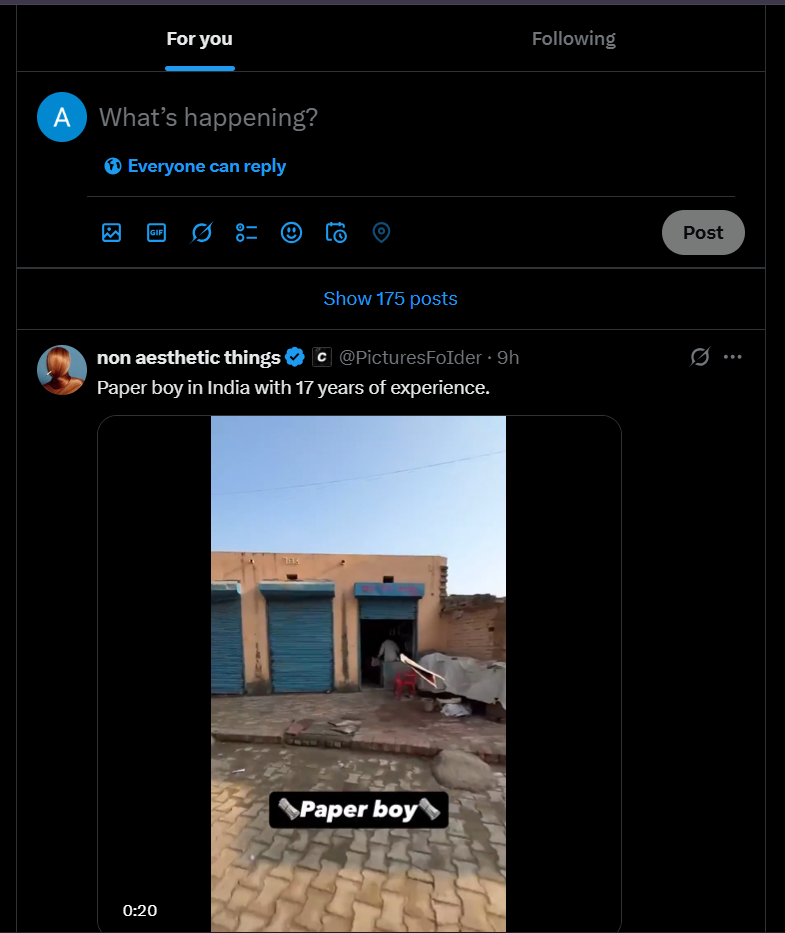 For you
Following
A
What's happening?
Everyone can reply
GIF
Post
Show 175 posts
non aesthetic things C @PicturesFoIder · 9h
Paper boy in India with 17 years of experience.
Paper boy
0:20